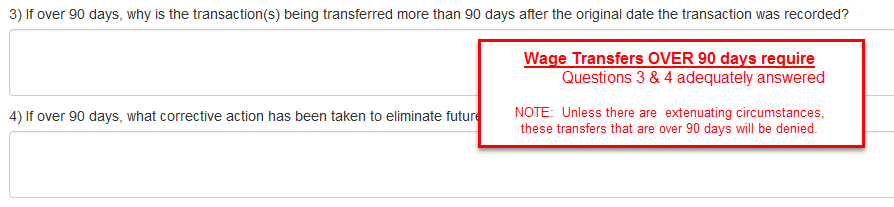 3) If over 90 days, why is the transaction(s) being transferred more than 90 days after the original date the transaction was recorded?
Wage Transfers OVER 90 days require
Questions 3 & 4 adequately answered
NOTE: Unless there are extenuating circumstances,
these transfers that are over 90 days will be denied.
4) If over 90 days, what corrective action has been taken to eliminate future